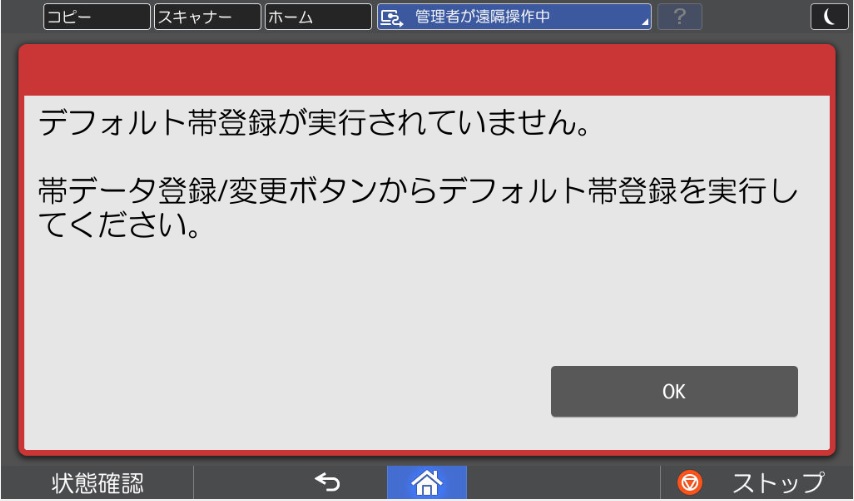 コピー
スキャナー
ホーム
管理者が遠隔操作中
?
デフォルト帯登録が実行されていません。
帯データ登録/変更ボタンからデフォルト帯登録を実行し
てください。
OK
状態確認
ストップ